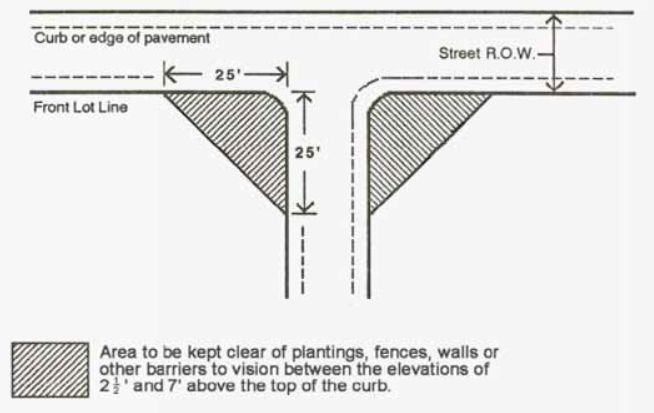 Curb or edge of pavement
Street R.O.W.
25'
Front Lot Line
25'
Area to be kept clear of plantings, fences, walls or
other barriers to vision between the elevations of
2½' and 7' above the top of the curb.